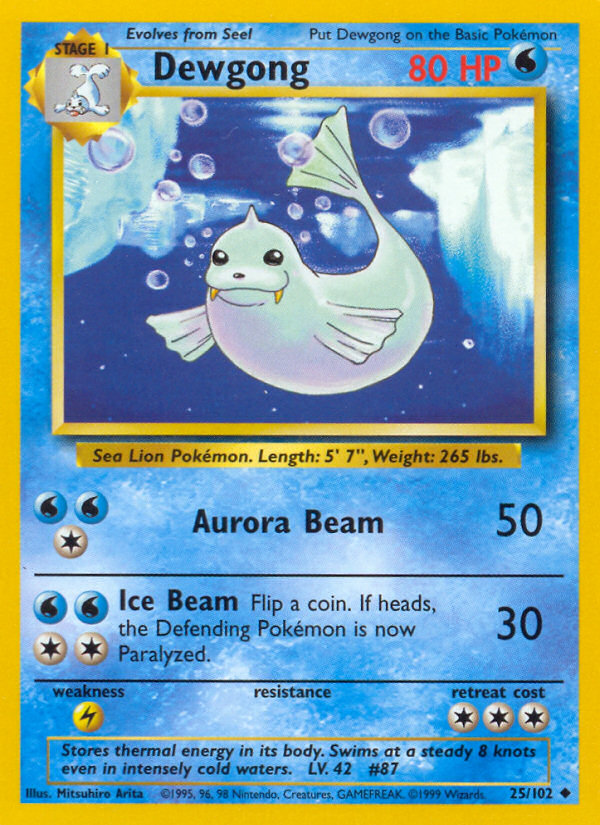 Evolves from Seel
Put Dewgong on the Basic Pokémon
STAGE 1
Dewgong
80 HP
Sea Lion Pokémon. Length: 5' 7", Weight: 265 lbs.
Aurora Beam 50
Ice Beam Flip a coin. If heads,
the Defending Pokémon is now
Paralyzed.
30
weakness
resistance
retreat cost
Stores thermal energy in its body. Swims at a steady 8 knots
even in intensely cold waters. LV. 42 #87
Illus. Mitsuhiro Arita ©1995, 96, 98 Nintendo, Creatures, GAMEFREAK. ©1999 Wizards. 25/102